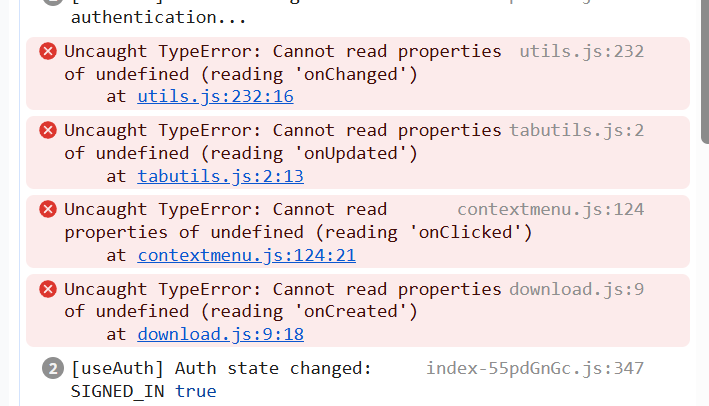 authentication...
Uncaught TypeError: Cannot read properties utils.js:232
of undefined (reading 'onChanged')
at utils.js:232:16
Uncaught TypeError: Cannot read properties tabutils.js:2
of undefined (reading 'onUpdated')
at tabutils.js:2:13
Uncaught TypeError: Cannot read contextmenu.js:124
properties of undefined (reading 'onClicked')
at contextmenu.js:124:21
Uncaught TypeError: Cannot read properties download.js:9
of undefined (reading 'onCreated')
at download.js:9:18
2 [useAuth] Auth state changed: index-55pdGnGc.js:347
SIGNED_IN true